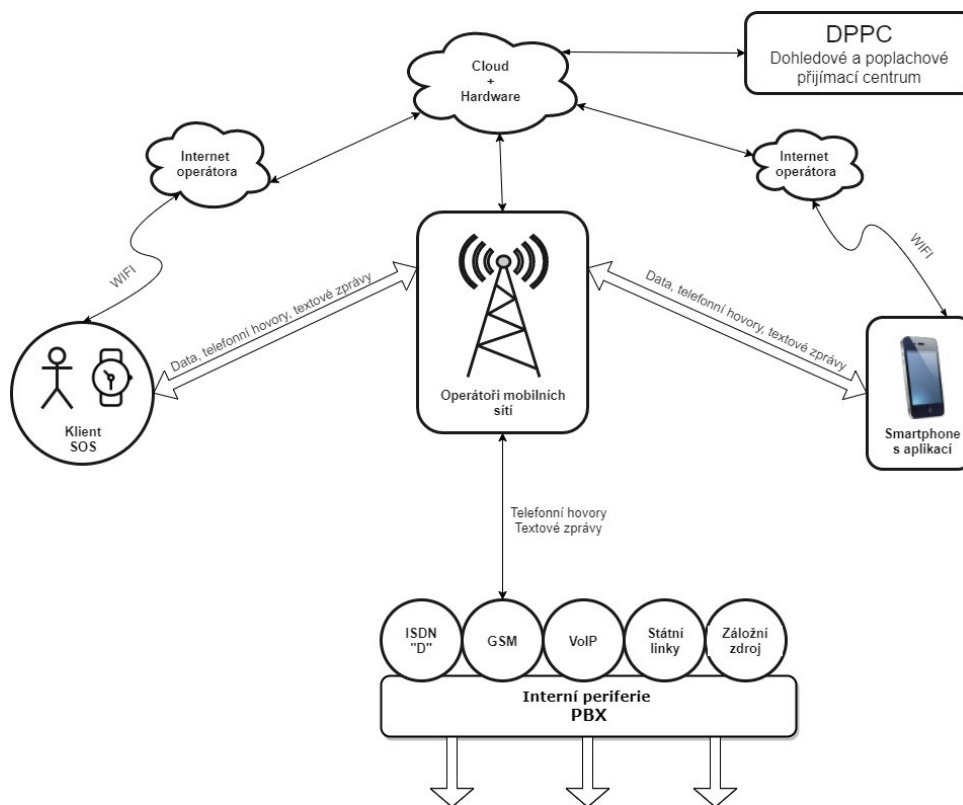 DPPC
Dohledové a poplachové
přijímací centrum
Cloud
+
Hardware
Internet
operátora
Internet
operátora
WIFI
WIFI
Data, telefonní hovory, textové zprávy
Data, telefonní hovory, textové zprávy
Klient
SOS
Operátoři mobilních
sítí
Smartphone
s aplikací
Telefonní hovory
Textové zprávy
ISDN
"D"
GSM
VoIP
Státní
linky
Záložní
zdroj
Interní periferie
PBX